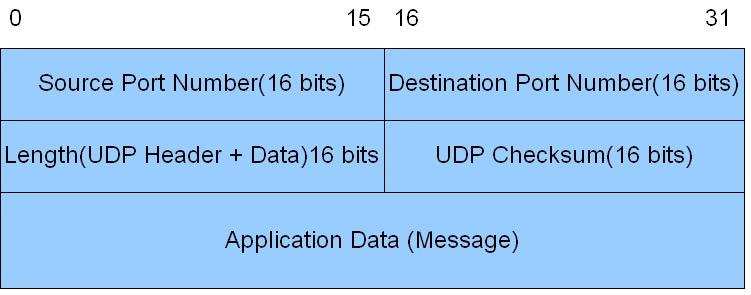 0 15 16 31
Source Port Number(16 bits) Destination Port Number(16 bits)
Length(UDP Header + Data)16 bits UDP Checksum(16 bits)
Application Data (Message)